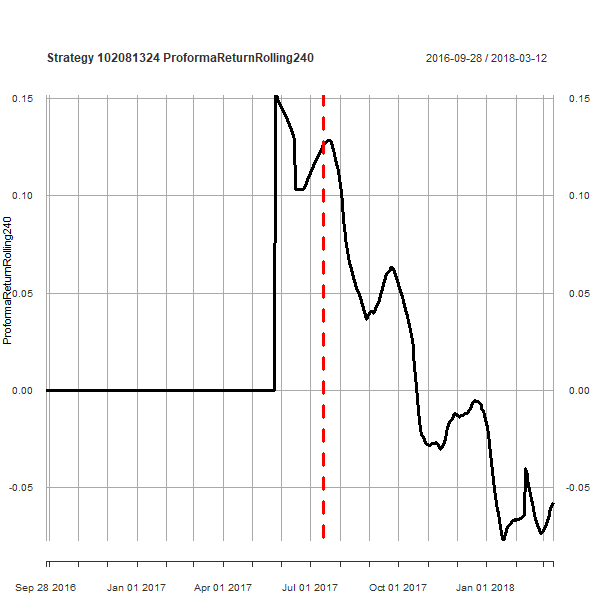 Strategy 102081324 ProformaReturnRolling240
2016-09-28 / 2018-03-12
0.15
0.10
0.05
0.00
-0.05
ProformaReturnRolling240
0.15
0.10
0.05
0.00
-0.05
Sep 28 2016
Jan 01 2017
Apr 01 2017
Jul 01 2017
Oct 01 2017
Jan 01 2018